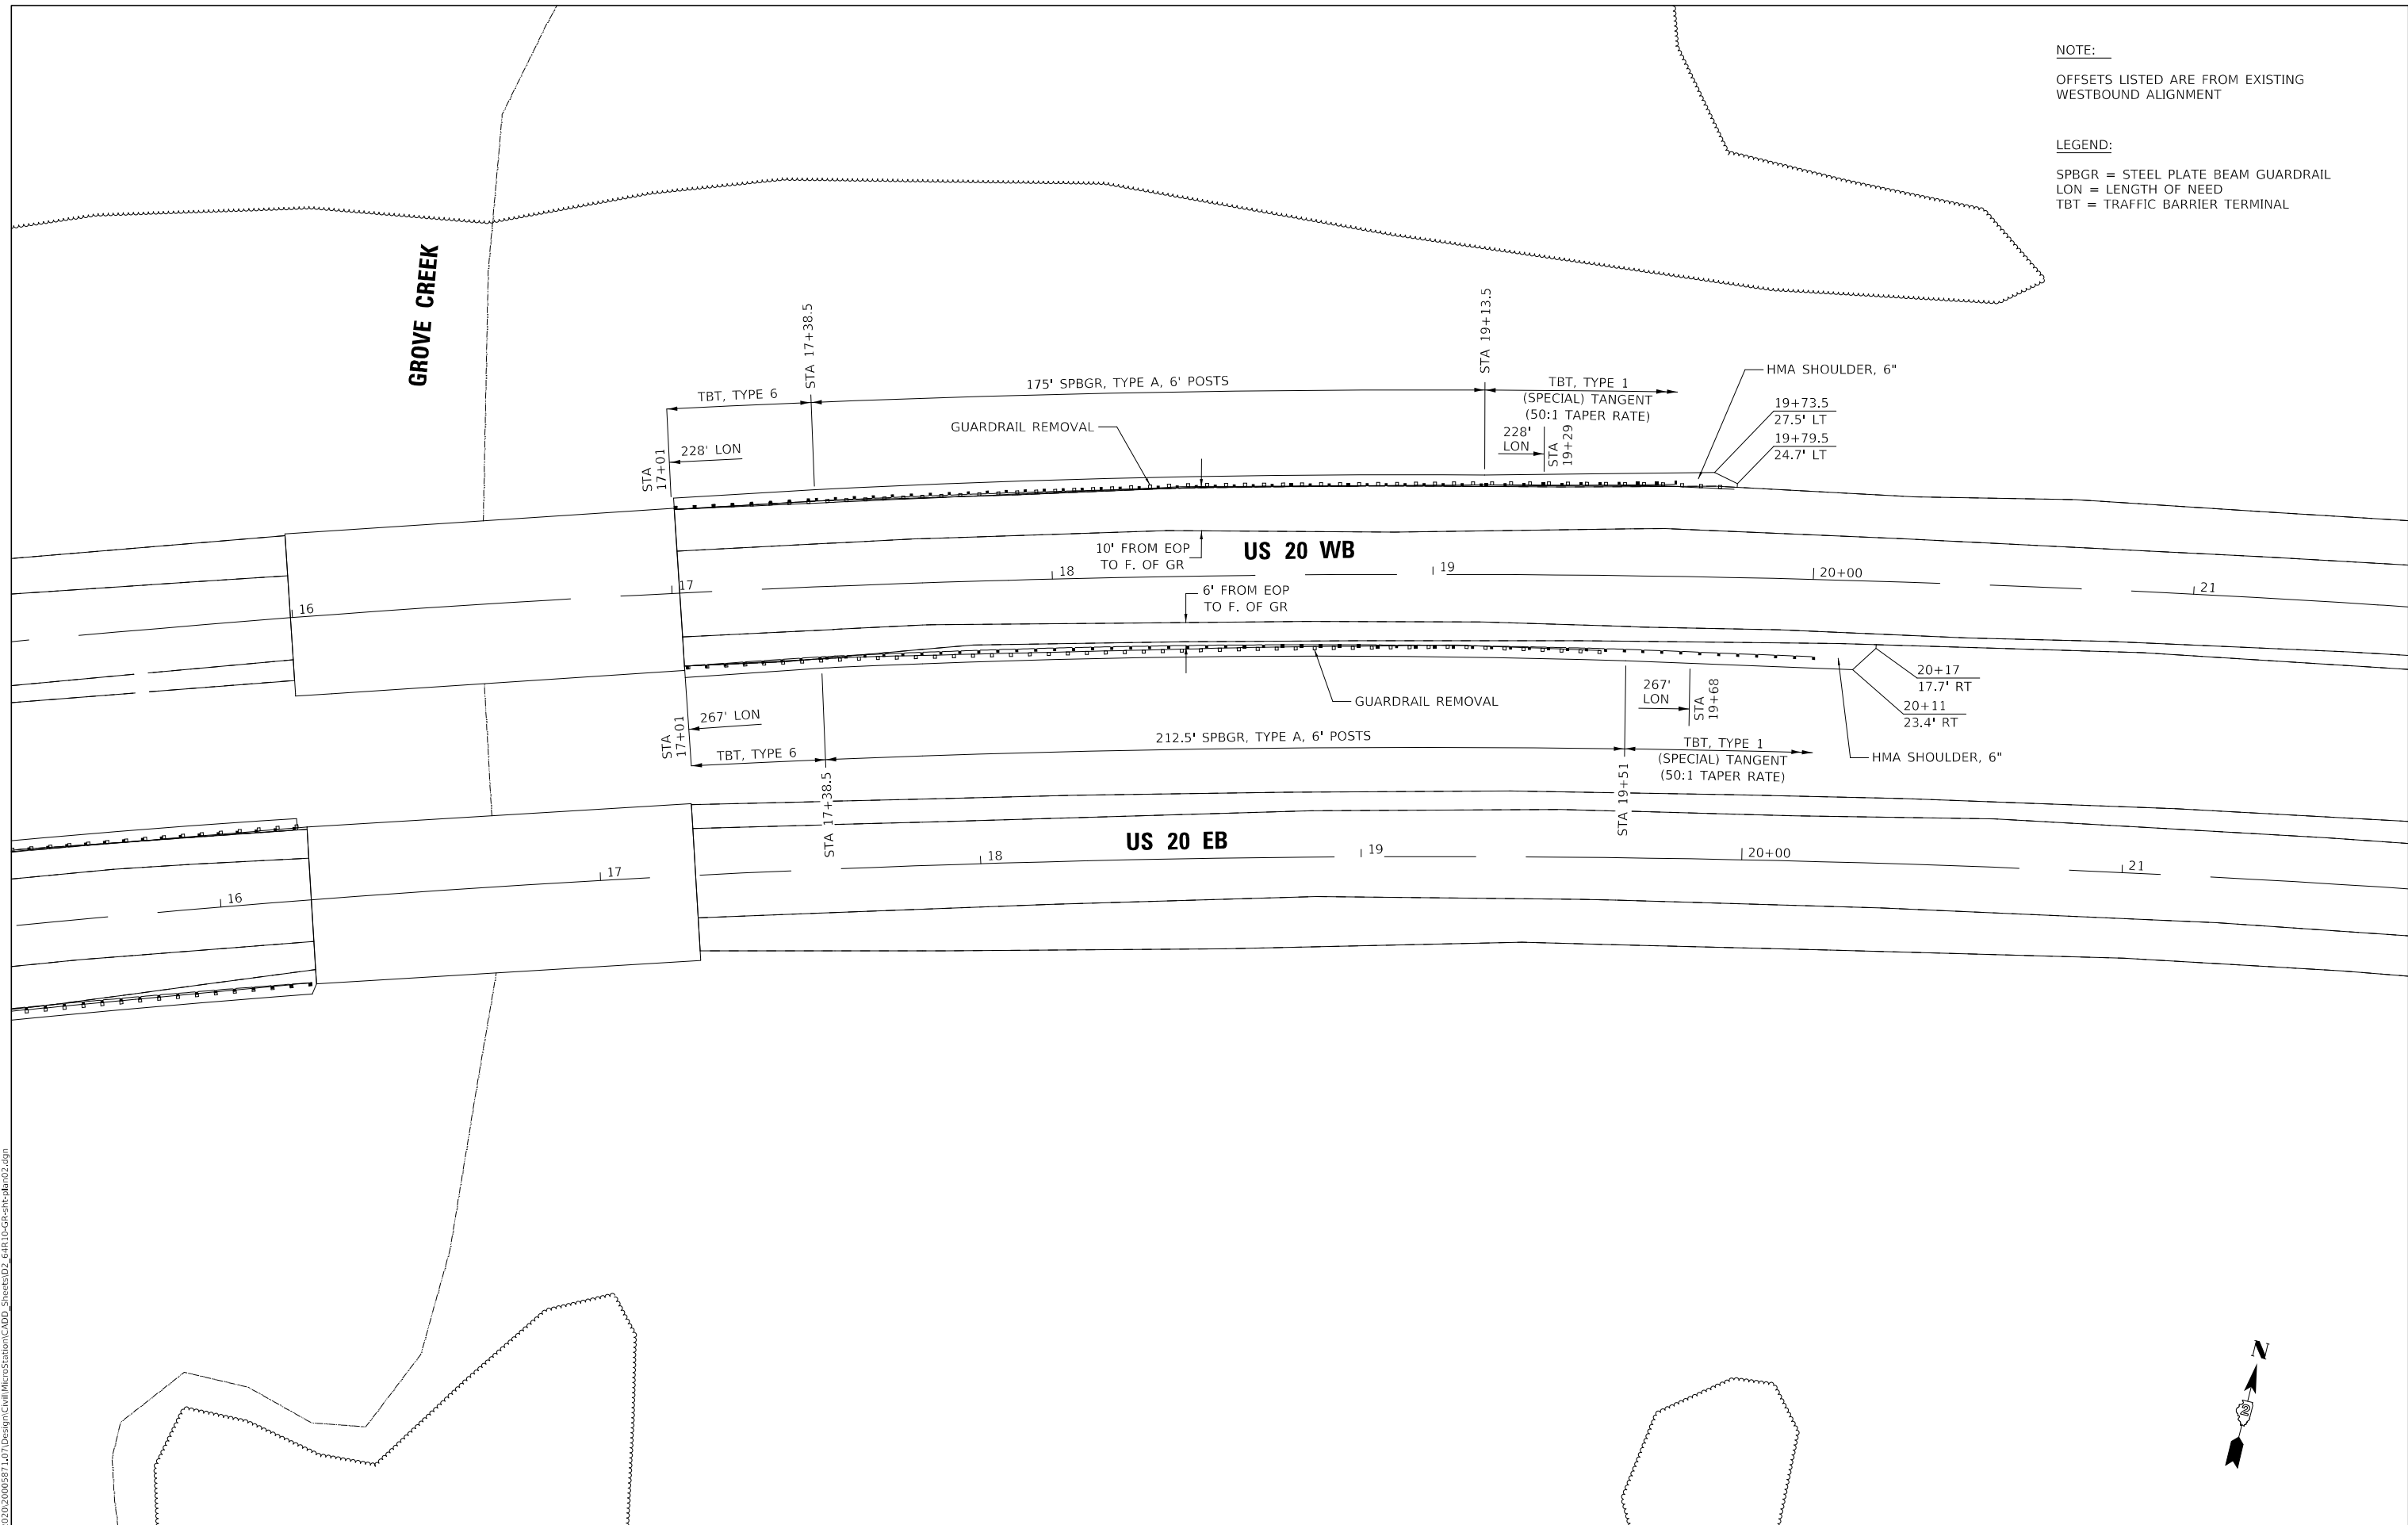 NOTE:
OFFSETS LISTED ARE FROM EXISTING
WESTBOUND ALIGNMENT
LEGEND:
SPBGR = STEEL PLATE BEAM GUARDRAIL
LON = LENGTH OF NEED
TBT = TRAFFIC BARRIER TERMINAL
GROVE CREEK
STA 17+38.5
STA 19+13.5
TBT, TYPE 6
175' SPBGR, TYPE A, 6' POSTS
TBT, TYPE 1
(SPECIAL) TANGENT
(50:1 TAPER RATE)
HMA SHOULDER, 6"
19+73.5
27.5' LT
19+79.5
24.7' LT
GUARDRAIL REMOVAL
228' LON
STA
17+01
228'
LON
STA
19+29
10' FROM EOP
TO F. OF GR
US 20 WB
16
17
18
19
20+00
21
6' FROM EOP
TO F. OF GR
GUARDRAIL REMOVAL
267'
LON
STA
19+68
20+17
17.7' RT
20+11
23.4' RT
267' LON
STA
17+01
TBT, TYPE 6
212.5' SPBGR, TYPE A, 6' POSTS
TBT, TYPE 1
(SPECIAL) TANGENT
(50:1 TAPER RATE)
HMA SHOULDER, 6"
STA 17+38.5
STA 19+51
US 20 EB
16
17
18
19
20+00
21
N
2